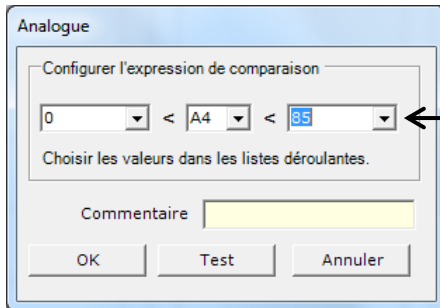 Analogue
Configurer l'expression de comparaison
0 < A4 < 85
Choisir les valeurs dans les listes déroulantes.
Commentaire
OK Test Annuler